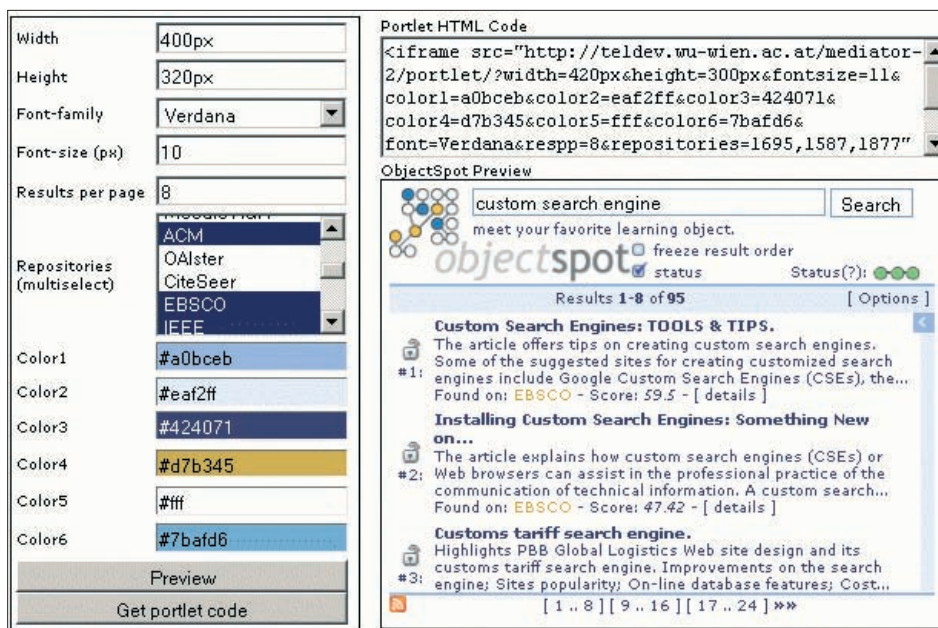 Width
400px
Height
320px
Font-family
Verdana
Font-size (px)
10
Results per page
8
Repositories
(multiselect)
ACM
OAIster
CiteSeer
EBSCO
IEEE
Color1
#a0bceb
Color2
#eaf2ff
Color3
#424071
Color4
#d7b345
Color5
#fff
Color6
#7bafd6
Preview
Get portlet code
Portlet HTML Code
<iframe src="http://teldev.wu-wien.ac.at/mediator-
2/portlet/?width=420px&height=300px&fontsize=11&
color1=a0bceb&color2=eaf2ff&color3=424071&
color4=d7b345&color5=fff&color6=7bafd6&
font=Verdana&respp=8&repositories=1695,1587,1877"
ObjectSpot Preview
custom search engine
Search
meet your favorite learning object.
objectspot
freeze result order
status
Status(?):
Results 1-8 of 95
[ Options ]
Custom Search Engines: TOOLS & TIPS.
#1:
The article offers tips on creating custom search engines.
Some of the suggested sites for creating customized search
engines include Google Custom Search Engines (CSEs), the...
Found on: EBSCO - Score: 59.5 - [ details ]
Installing Custom Search Engines: Something New
on...
#2:
The article explains how custom search engines (CSEs) or
Web browsers can assist in the professional practice of the
communication of technical information. A custom search...
Found on: EBSCO - Score: 47.42 - [ details ]
Customs tariff search engine.
#3:
Highlights PBB Global Logistics Web site design and its
customs tariff search engine. Improvements on the search
engine; Sites popularity; On-line database features; Cost...
[ 1 .. 8 ] [ 9 .. 16 ] [ 17 .. 24 ] »»